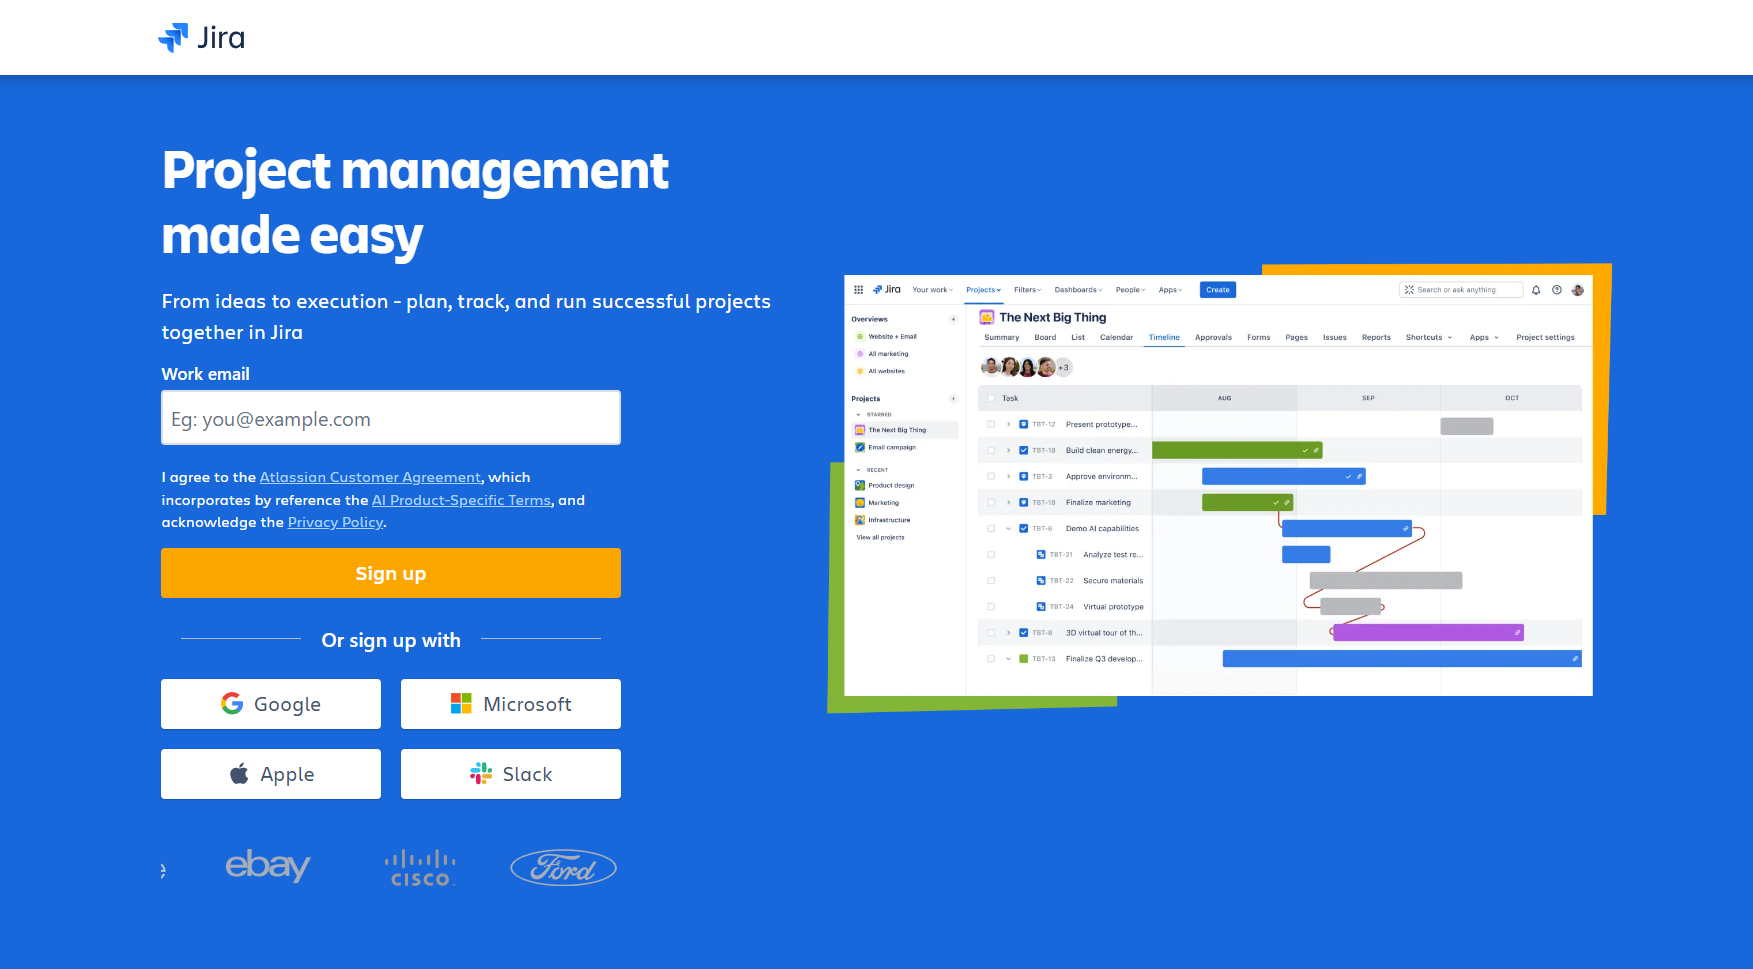 Jira
Project management
made easy
From ideas to execution - plan, track, and run successful projects
together in Jira
Work email
Eg: you@example.com
I agree to the Atlassian Customer Agreement, which
incorporates by reference the AI Product-Specific Terms, and
acknowledge the Privacy Policy.
Sign up
Or sign up with
Google
Microsoft
Apple
Slack
ebay
CISCO
Ford
Jira Your work Projects Filters Dashboards People Apps Create Search or ask anything
Overviews
Website + Email
All marketing
All websites
Projects
STARRED
The Next Big Thing
Email campaign
RECENT
Product design
Marketing
Infrastructure
View all projects
The Next Big Thing
Summary Board List Calendar Timeline Approvals Forms Pages Issues Reports Shortcuts Apps Project settings
+3
Task AUG SEP OCT
TBT-12 Present prototype...
TBT-18 Build clean energy...
TBT-3 Approve environm...
TBT-18 Finalize marketing
TBT-6 Demo AI capabilities
TBT-21 Analyze test re...
TBT-22 Secure materials
TBT-24 Virtual prototype
TBT-8 3D virtual tour of th...
TBT-13 Finalize Q3 develop...